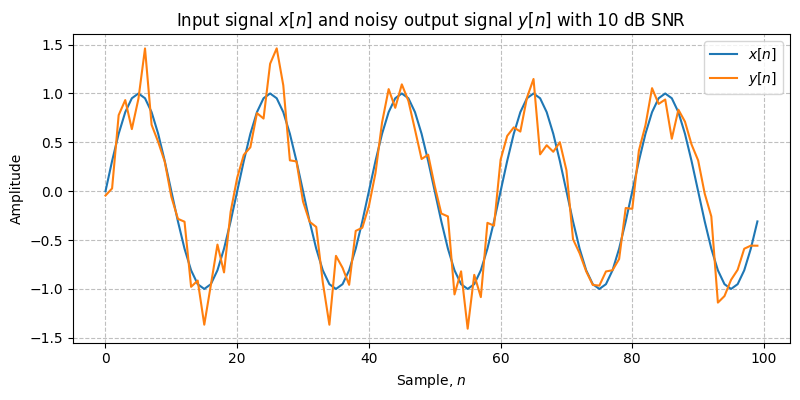 Input signal x[n] and noisy output signal y[n] with 10 dB SNR
x[n]
y[n]
Amplitude
1.5
1.0
0.5
0.0
−0.5
−1.0
−1.5
0 20 40 60 80 100
Sample, n